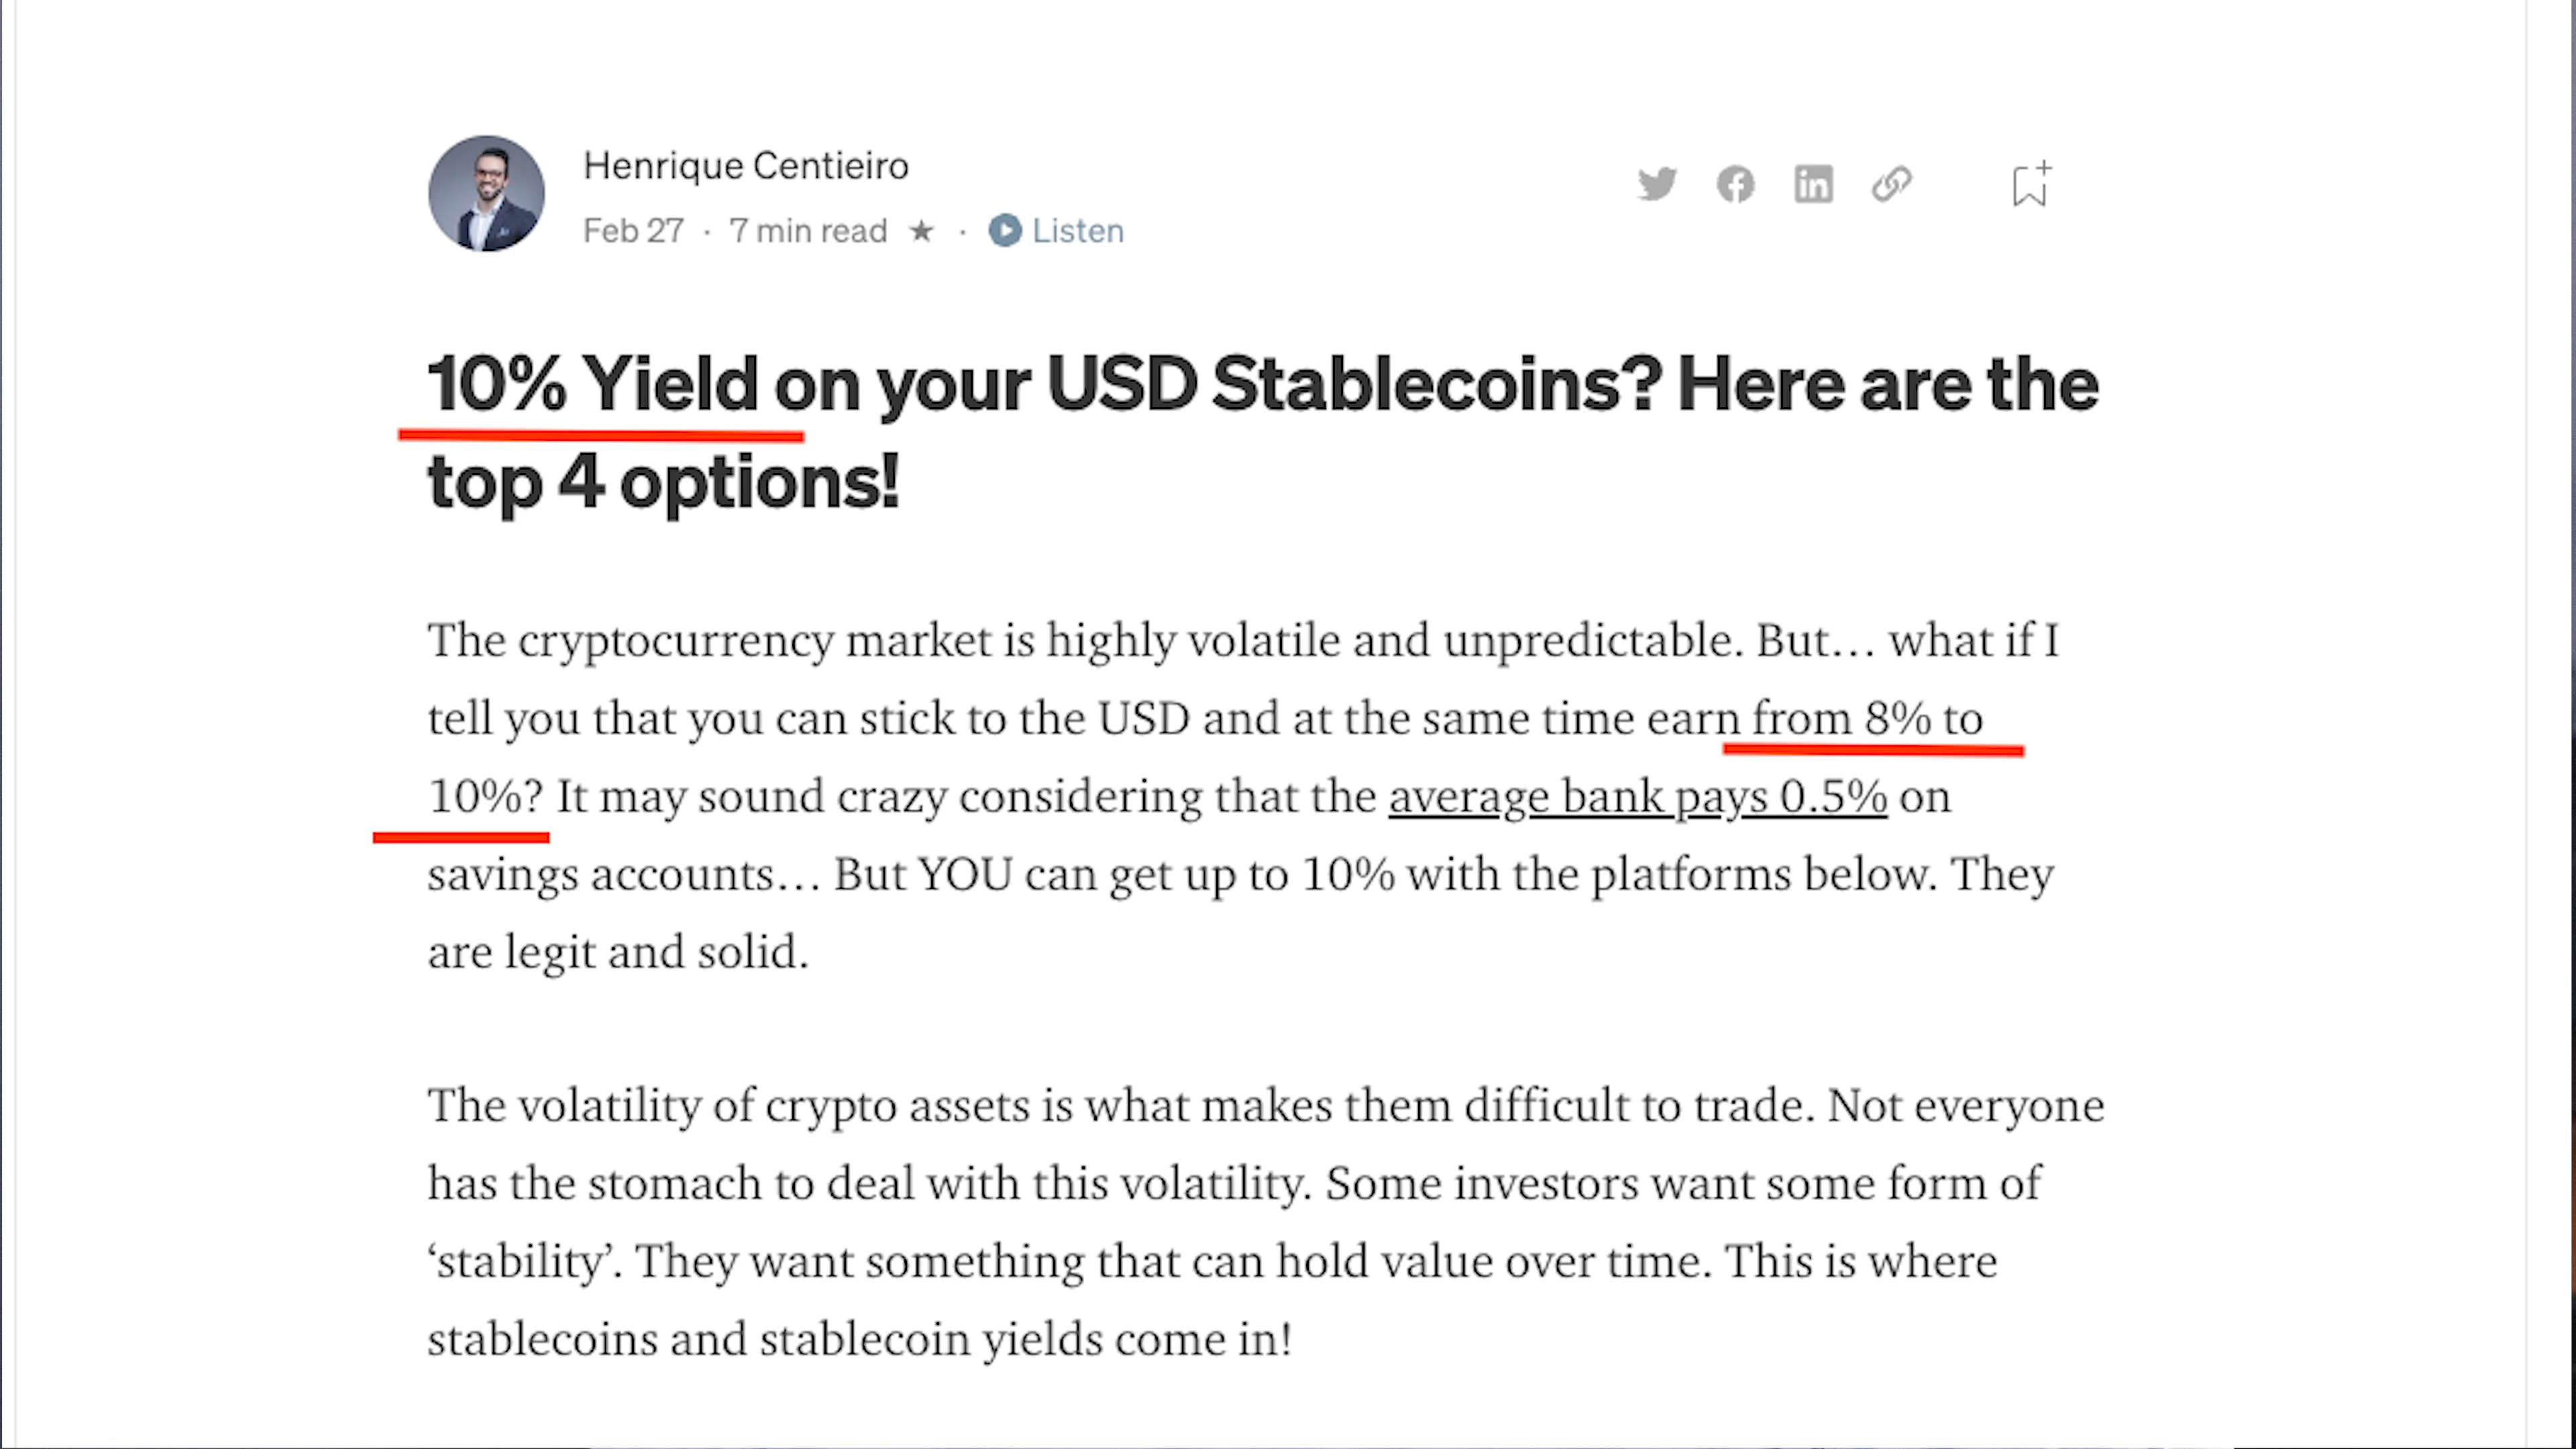 Henrique Centieiro
Feb 27 · 7 min read ★ · Listen
10% Yield on your USD Stablecoins? Here are the
top 4 options!
The cryptocurrency market is highly volatile and unpredictable. But… what if I
tell you that you can stick to the USD and at the same time earn from 8% to
10%? It may sound crazy considering that the average bank pays 0.5% on
savings accounts… But YOU can get up to 10% with the platforms below. They
are legit and solid.
The volatility of crypto assets is what makes them difficult to trade. Not everyone
has the stomach to deal with this volatility. Some investors want some form of
‘stability’. They want something that can hold value over time. This is where
stablecoins and stablecoin yields come in!